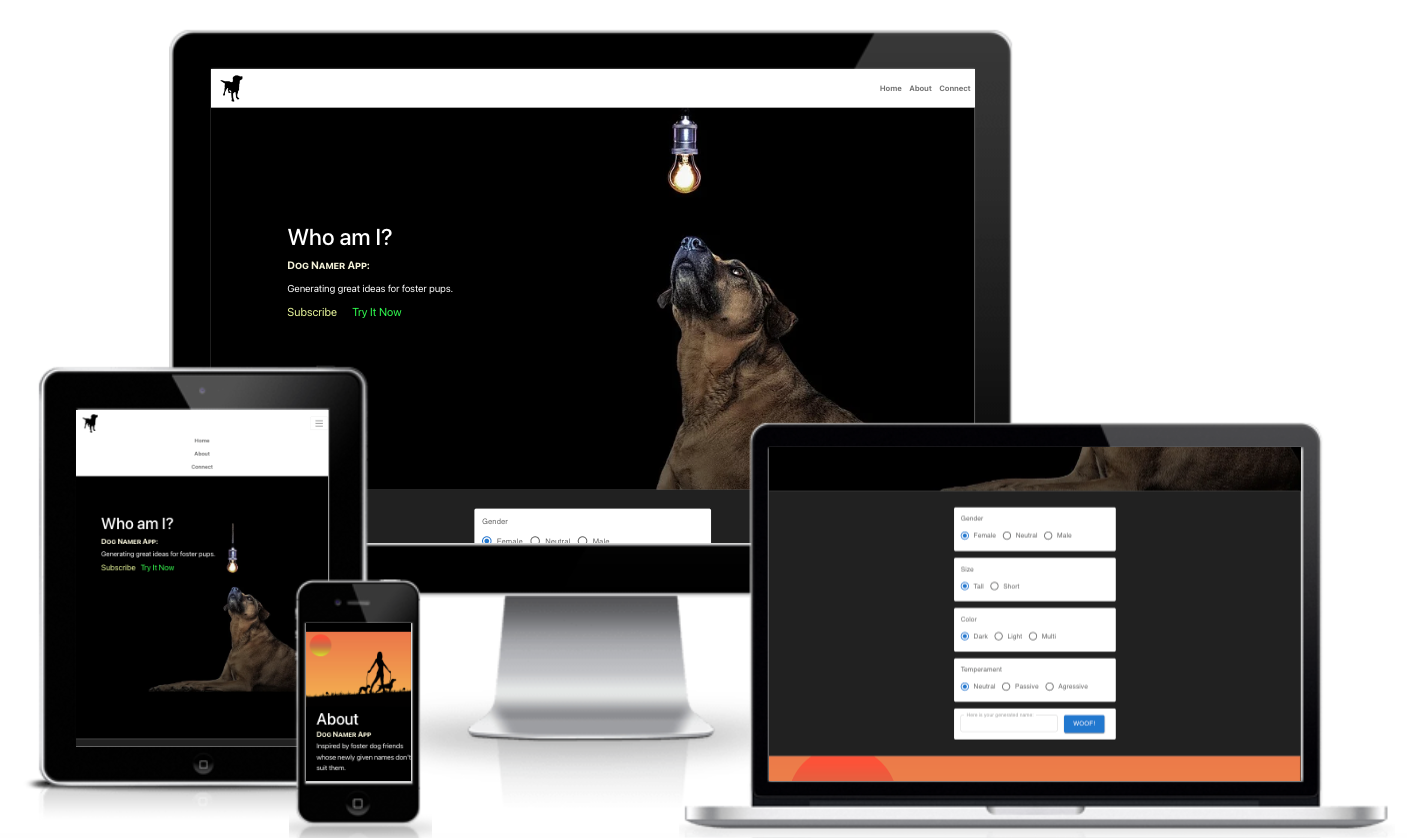 Home About Connect
Who am I?
Dog Namer App:
Generating great ideas for foster pups.
Subscribe Try It Now
Gender
Female Neutral Male
Home
About
Connect
Who am I?
Dog Namer App:
Generating great ideas for foster pups.
Subscribe Try It Now
About
Dog Namer App
Inspired by foster dog friends
whose newly given names don't
suit them.
Gender
Female Neutral Male
Size
Tall Short
Color
Dark Light Multi
Temperament
Neutral Passive Agressive
Here is your generated name
WOOF!